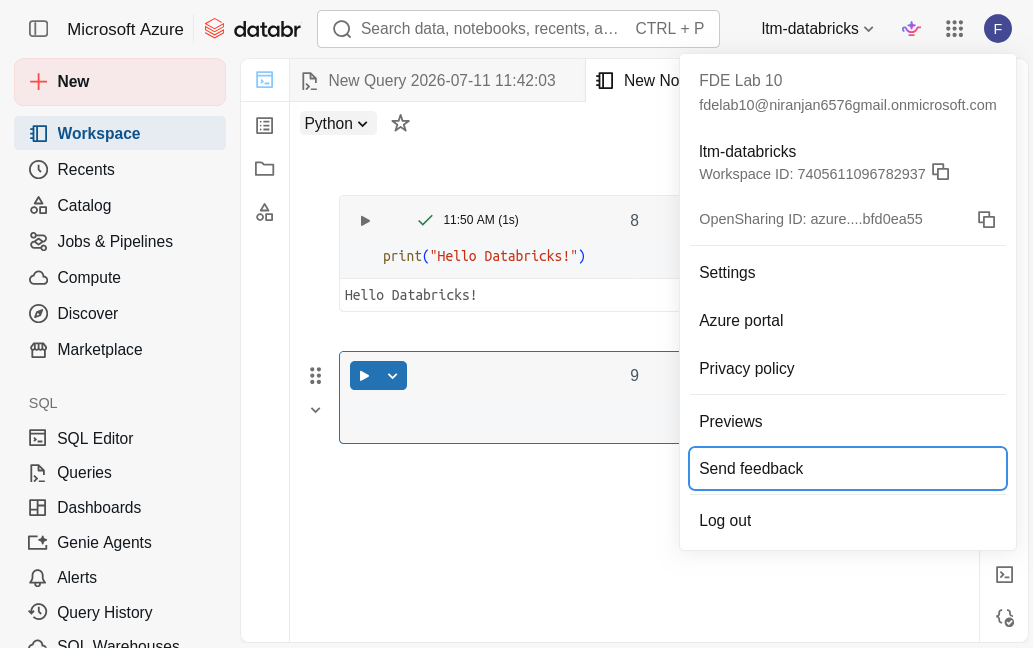 Microsoft Azure
databr
Search data, notebooks, recents, a... CTRL + P
ltm-databricks
F
New
Workspace
Recents
Catalog
Jobs & Pipelines
Compute
Discover
Marketplace
SQL
SQL Editor
Queries
Dashboards
Genie Agents
Alerts
Query History
SQL Warehouses
New Query 2026-07-11 11:42:03
New No
Python
11:50 AM (1s)
8
print("Hello Databricks!")
Hello Databricks!
9
FDE Lab 10
fdelab10@niranjan6576gmail.onmicrosoft.com
ltm-databricks
Workspace ID: 7405611096782937
OpenSharing ID: azure....bfd0ea55
Settings
Azure portal
Privacy policy
Previews
Send feedback
Log out